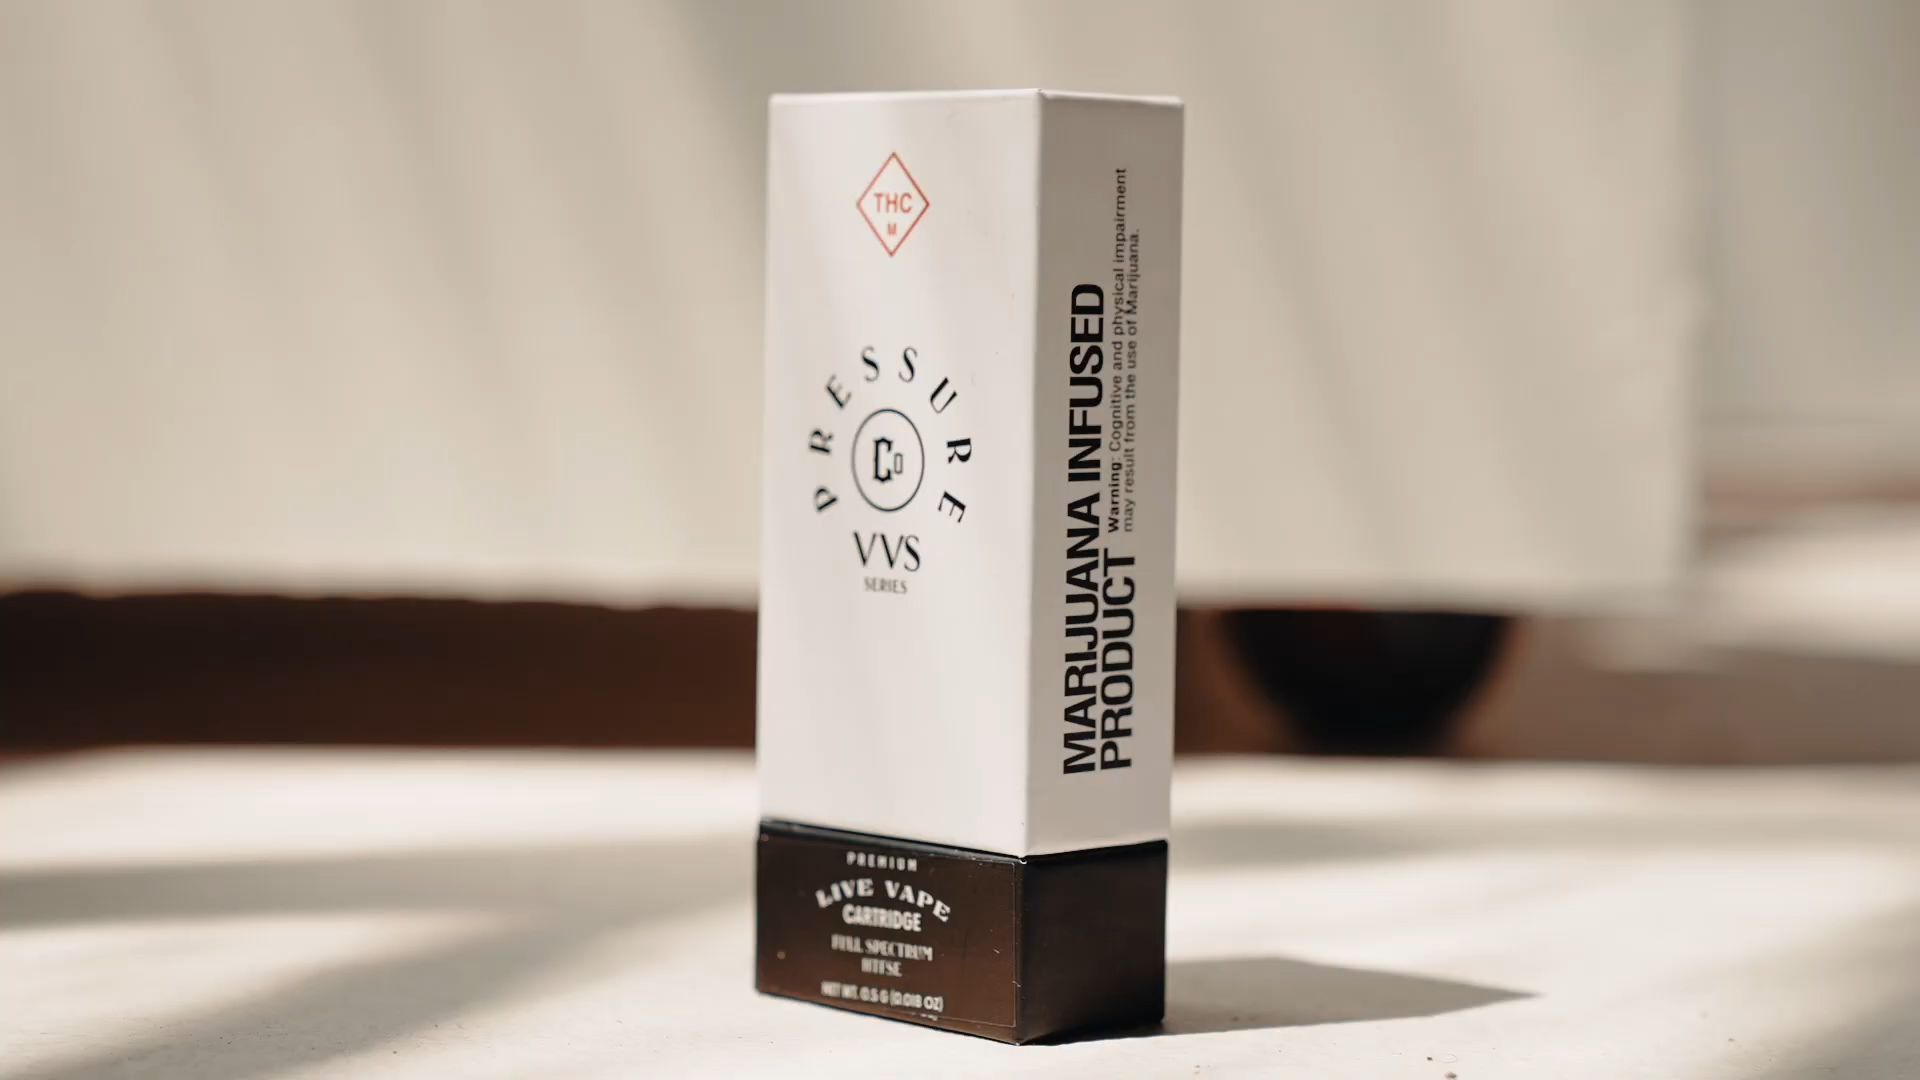 THC
M
PRESSURE
Co
VVS
SERIES
PREMIUM
LIVE VAPE
CARTRIDGE
FULL SPECTRUM
HTFSE
NET WT. 0.5 G (0.018 OZ)
MARIJUANA INFUSED
PRODUCT
Warning: Cognitive and physical impairment
may result from the use of Marijuana.